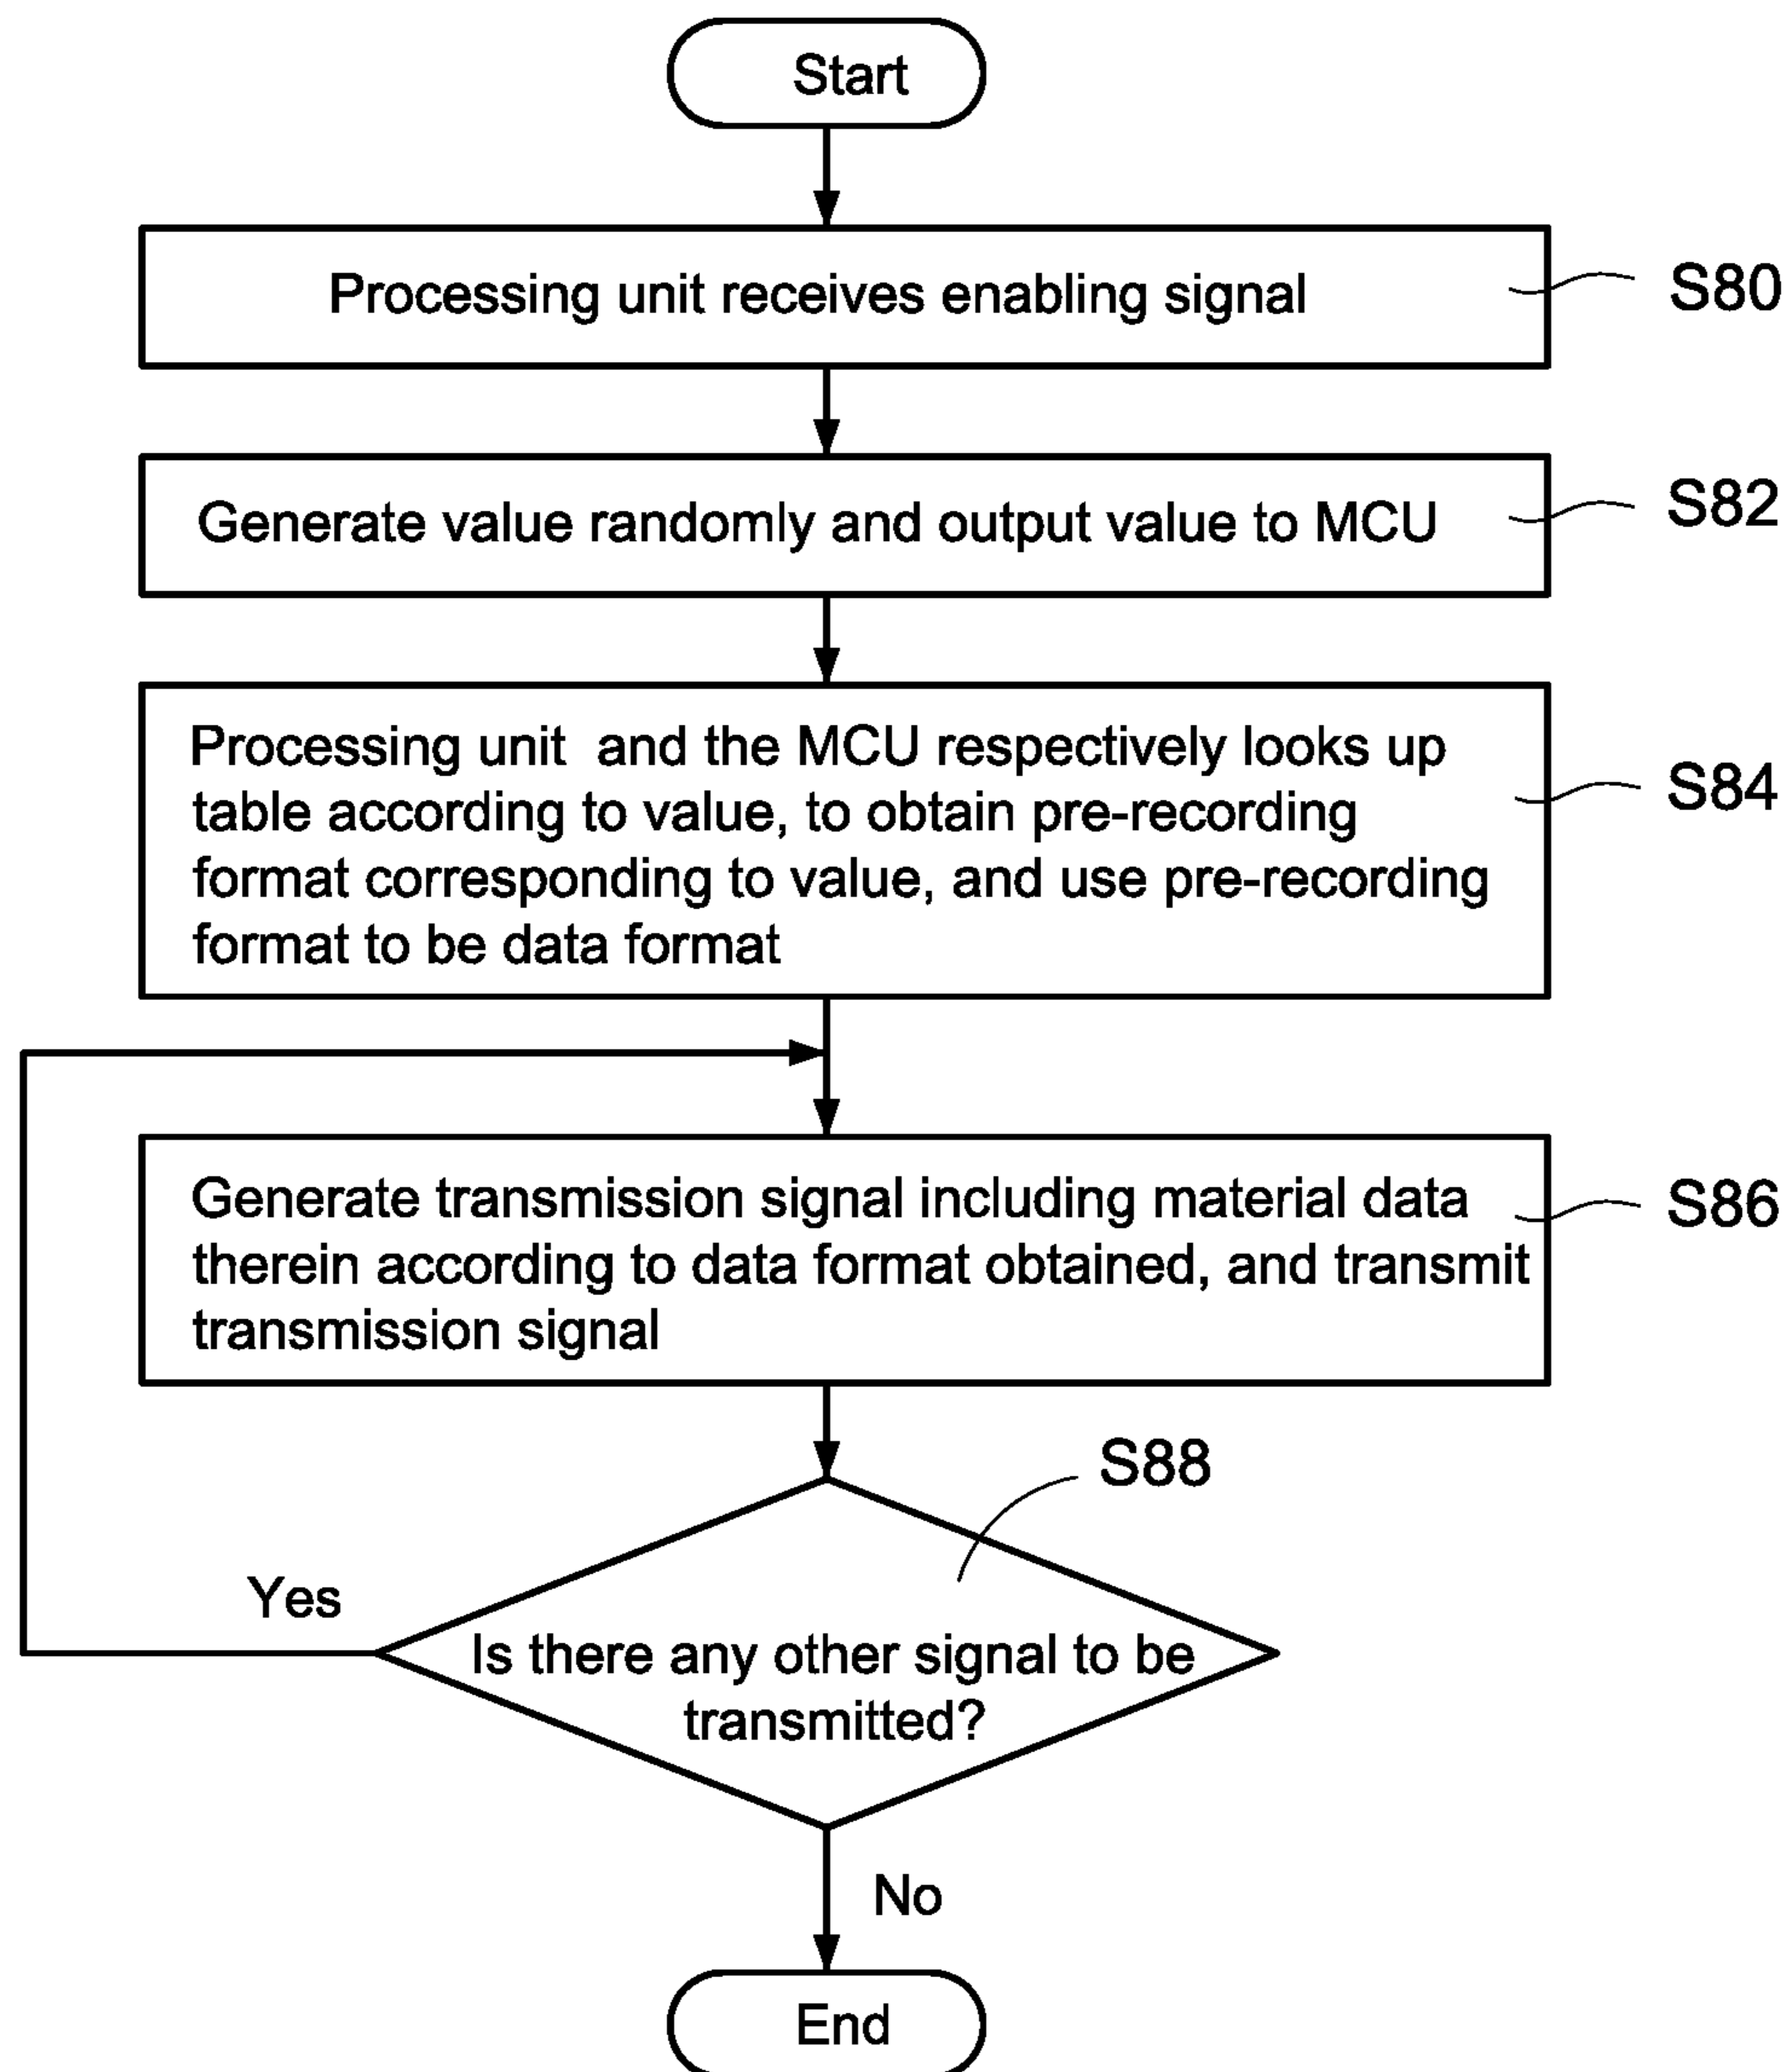 Start
Processing unit receives enabling signal
S80
Generate value randomly and output value to MCU
S82
Processing unit and the MCU respectively looks up
table according to value, to obtain pre-recording
format corresponding to value, and use pre-recording
format to be data format
S84
Generate transmission signal including material data
therein according to data format obtained, and transmit
transmission signal
S86
S88
Yes
Is there any other signal to be
transmitted?
No
End